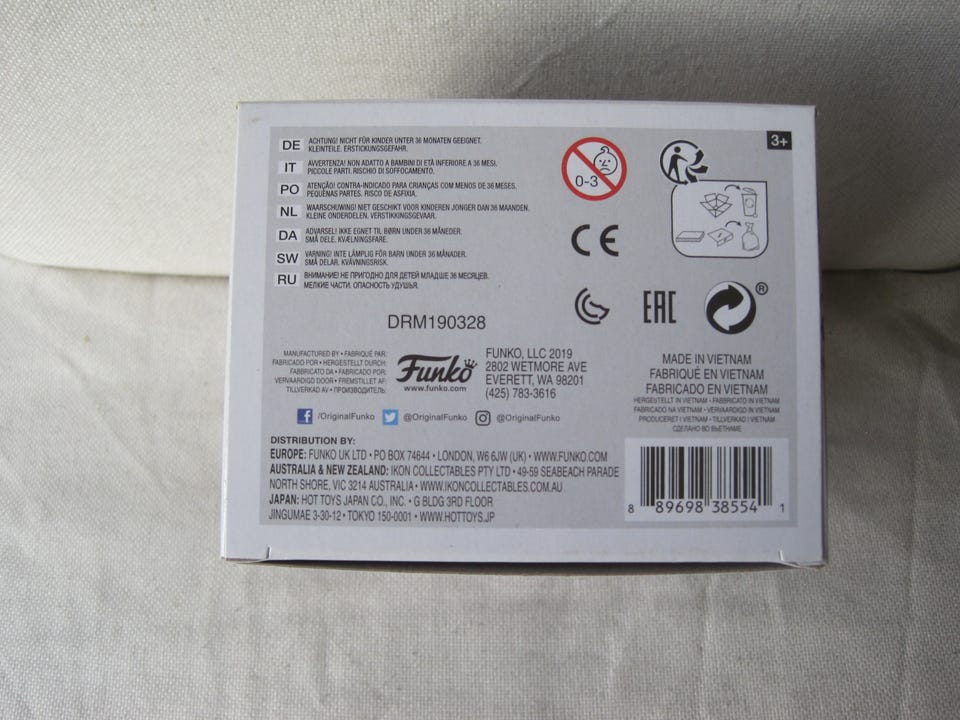 DE ACHTUNG! NICHT FÜR KINDER UNTER 36 MONATEN GEEIGNET.
KLEINTEILE. ERSTICKUNGSGEFAHR.
IT AVVERTENZA! NON ADATTO A BAMBINI DI ETÀ INFERIORE A 36 MESI.
PICCOLE PARTI. RISCHIO DI SOFFOCAMENTO.
PO ATENÇÃO! CONTRA-INDICADO PARA CRIANÇAS COM MENOS DE 36 MESES.
PEQUENAS PARTES. RISCO DE ASFIXIA.
NL WAARSCHUWING! NIET GESCHIKT VOOR KINDEREN JONGER DAN 36 MAANDEN.
KLEINE ONDERDELEN. VERSTIKKINGSGEVAAR.
DA ADVARSEL! IKKE EGNET TIL BØRN UNDER 36 MÅNEDER.
SMÅ DELE. KVÆLNINGSFARE.
SW VARNING! INTE LÄMPLIG FÖR BARN UNDER 36 MÅNADER.
SMÅ DELAR. KVÄVNINGSRISK.
RU ВНИМАНИЕ! НЕ ПРИГОДНО ДЛЯ ДЕТЕЙ МЛАДШЕ 36 МЕСЯЦЕВ.
МЕЛКИЕ ЧАСТИ. ОПАСНОСТЬ УДУШЬЯ.
0-3
3+
CE
EAC
®
DRM190328
MANUFACTURED BY • FABRIQUÉ PAR:
FABRICADO POR • HERGESTELLT DURCH:
FABBRICATO DA • FABRICADO POR:
VERVAARDIGD DOOR • FREMSTILLET AF:
TILLVERKAD AV • ПРОИЗВОДИТЕЛЬ:
Funko
www.funko.com
FUNKO, LLC 2019
2802 WETMORE AVE
EVERETT, WA 98201
(425) 783-3616
MADE IN VIETNAM
FABRIQUÉ EN VIETNAM
FABRICADO EN VIETNAM
HERGESTELLT IN VIETNAM • FABBRICATO IN VIETNAM
FABRICADO NA VIETNAM • VERVAARDIGD IN VIETNAM
PRODUCERET I VIETNAM • TILLVERKAD I VIETNAM
СДЕЛАНО ВО ВЬЕТНАМЕ
/OriginalFunko @OriginalFunko @OriginalFunko
DISTRIBUTION BY:
EUROPE: FUNKO UK LTD • PO BOX 74644 • LONDON, W6 6JW (UK) • WWW.FUNKO.COM
AUSTRALIA & NEW ZEALAND: IKON COLLECTABLES PTY LTD • 49-59 SEABEACH PARADE
NORTH SHORE, VIC 3214 AUSTRALIA • WWW.IKONCOLLECTABLES.COM.AU
JAPAN: HOT TOYS JAPAN CO., INC. • G BLDG 3RD FLOOR
JINGUMAE 3-30-12 • TOKYO 150-0001 • WWW.HOTTOYS.JP
8 89698 38554 1